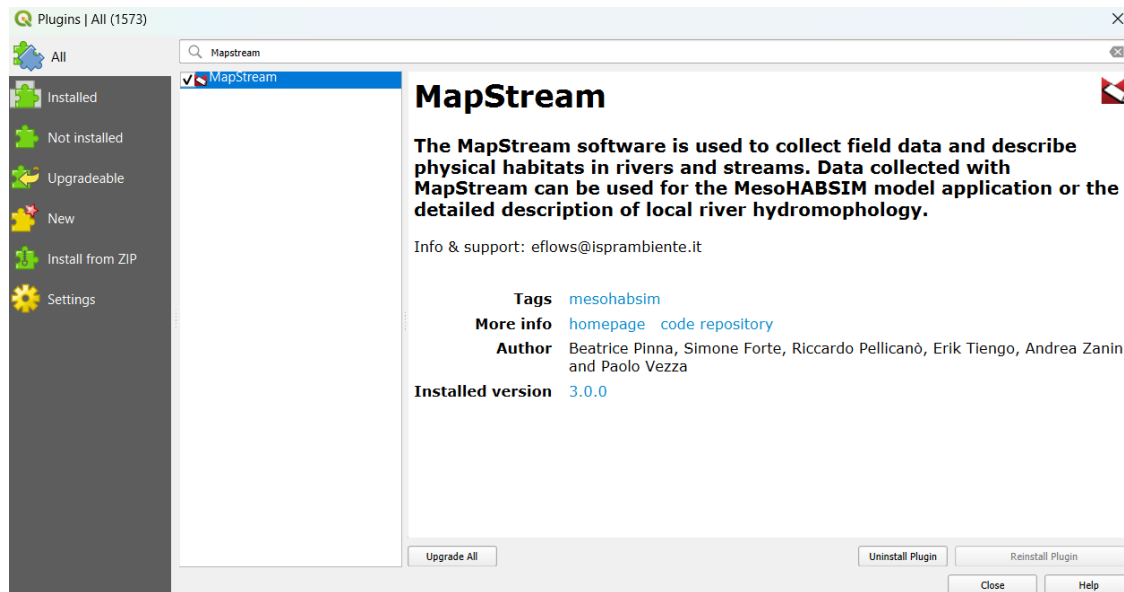 Plugins | All (1573)
All
Installed
Not installed
Upgradeable
New
Install from ZIP
Settings
Mapstream
MapStream
MapStream
The MapStream software is used to collect field data and describe
physical habitats in rivers and streams. Data collected with
MapStream can be used for the MesoHABSIM model application or the
detailed description of local river hydromophology.
Info & support: eflows@isprambiente.it
Tags mesohabsim
More info homepage code repository
Author Beatrice Pinna, Simone Forte, Riccardo Pellicanò, Erik Tiengo, Andrea Zanin
and Paolo Vezza
Installed version 3.0.0
Upgrade All Uninstall Plugin Reinstall Plugin
Close Help